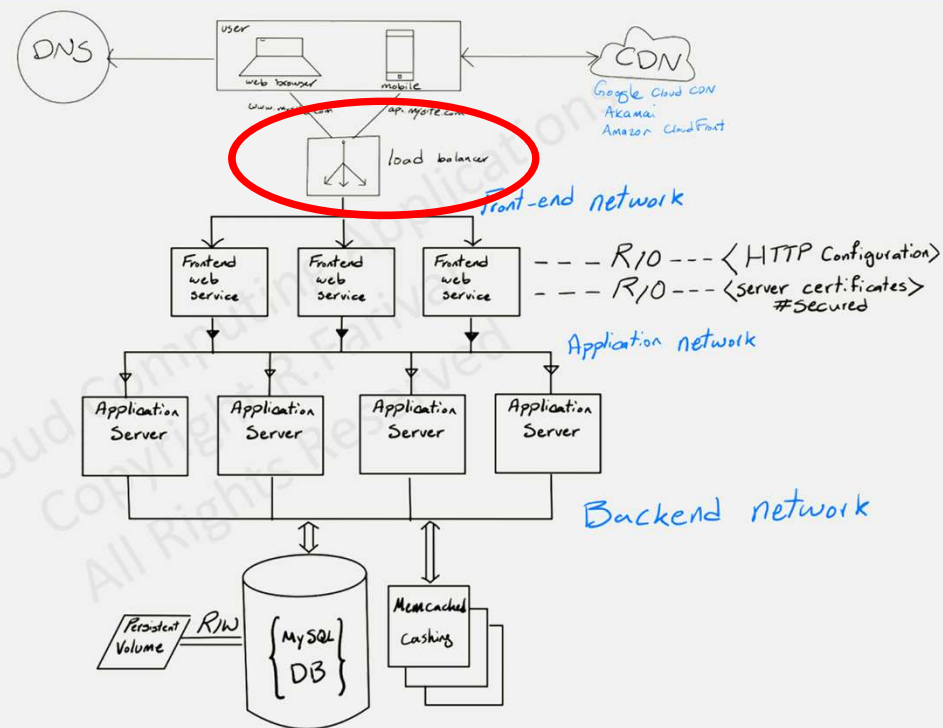 DNS
user
web browser
mobile
CDN
Google Cloud CDN
Akamai
Amazon CloudFront
www.mysite.com
api.mysite.com
load balancer
Front-end network
Frontend
web
service
Frontend
web
service
Frontend
web
service
R/O
<HTTP Configuration>
R/O
<server certificates>
#Secured
Application network
Application
Server
Application
Server
Application
Server
Application
Server
Backend network
Persistent
Volume
R/W
MySQL
DB
Memcached
Cashing
Cloud Computing Applications
Copyright R. Farivar
All Rights Reserved